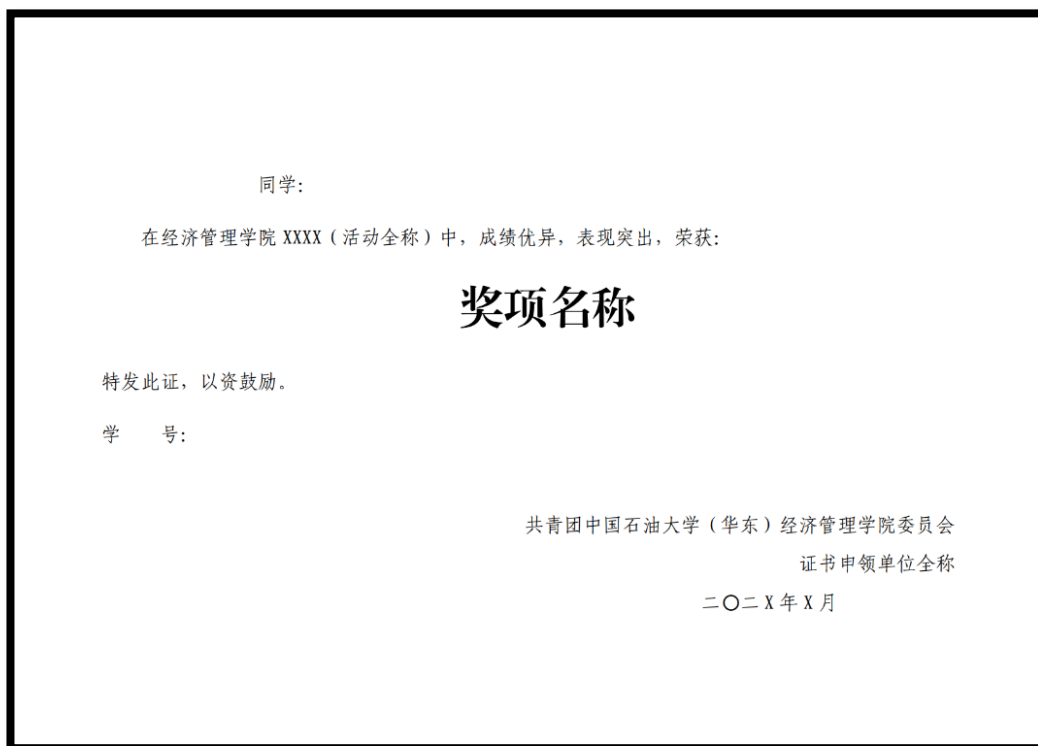 同学：
在经济管理学院 XXXX（活动全称）中，成绩优异，表现突出，荣获：
奖项名称
特发此证，以资鼓励。
学　　号：
共青团中国石油大学（华东）经济管理学院委员会
证书申领单位全称
二〇二 X 年 X 月